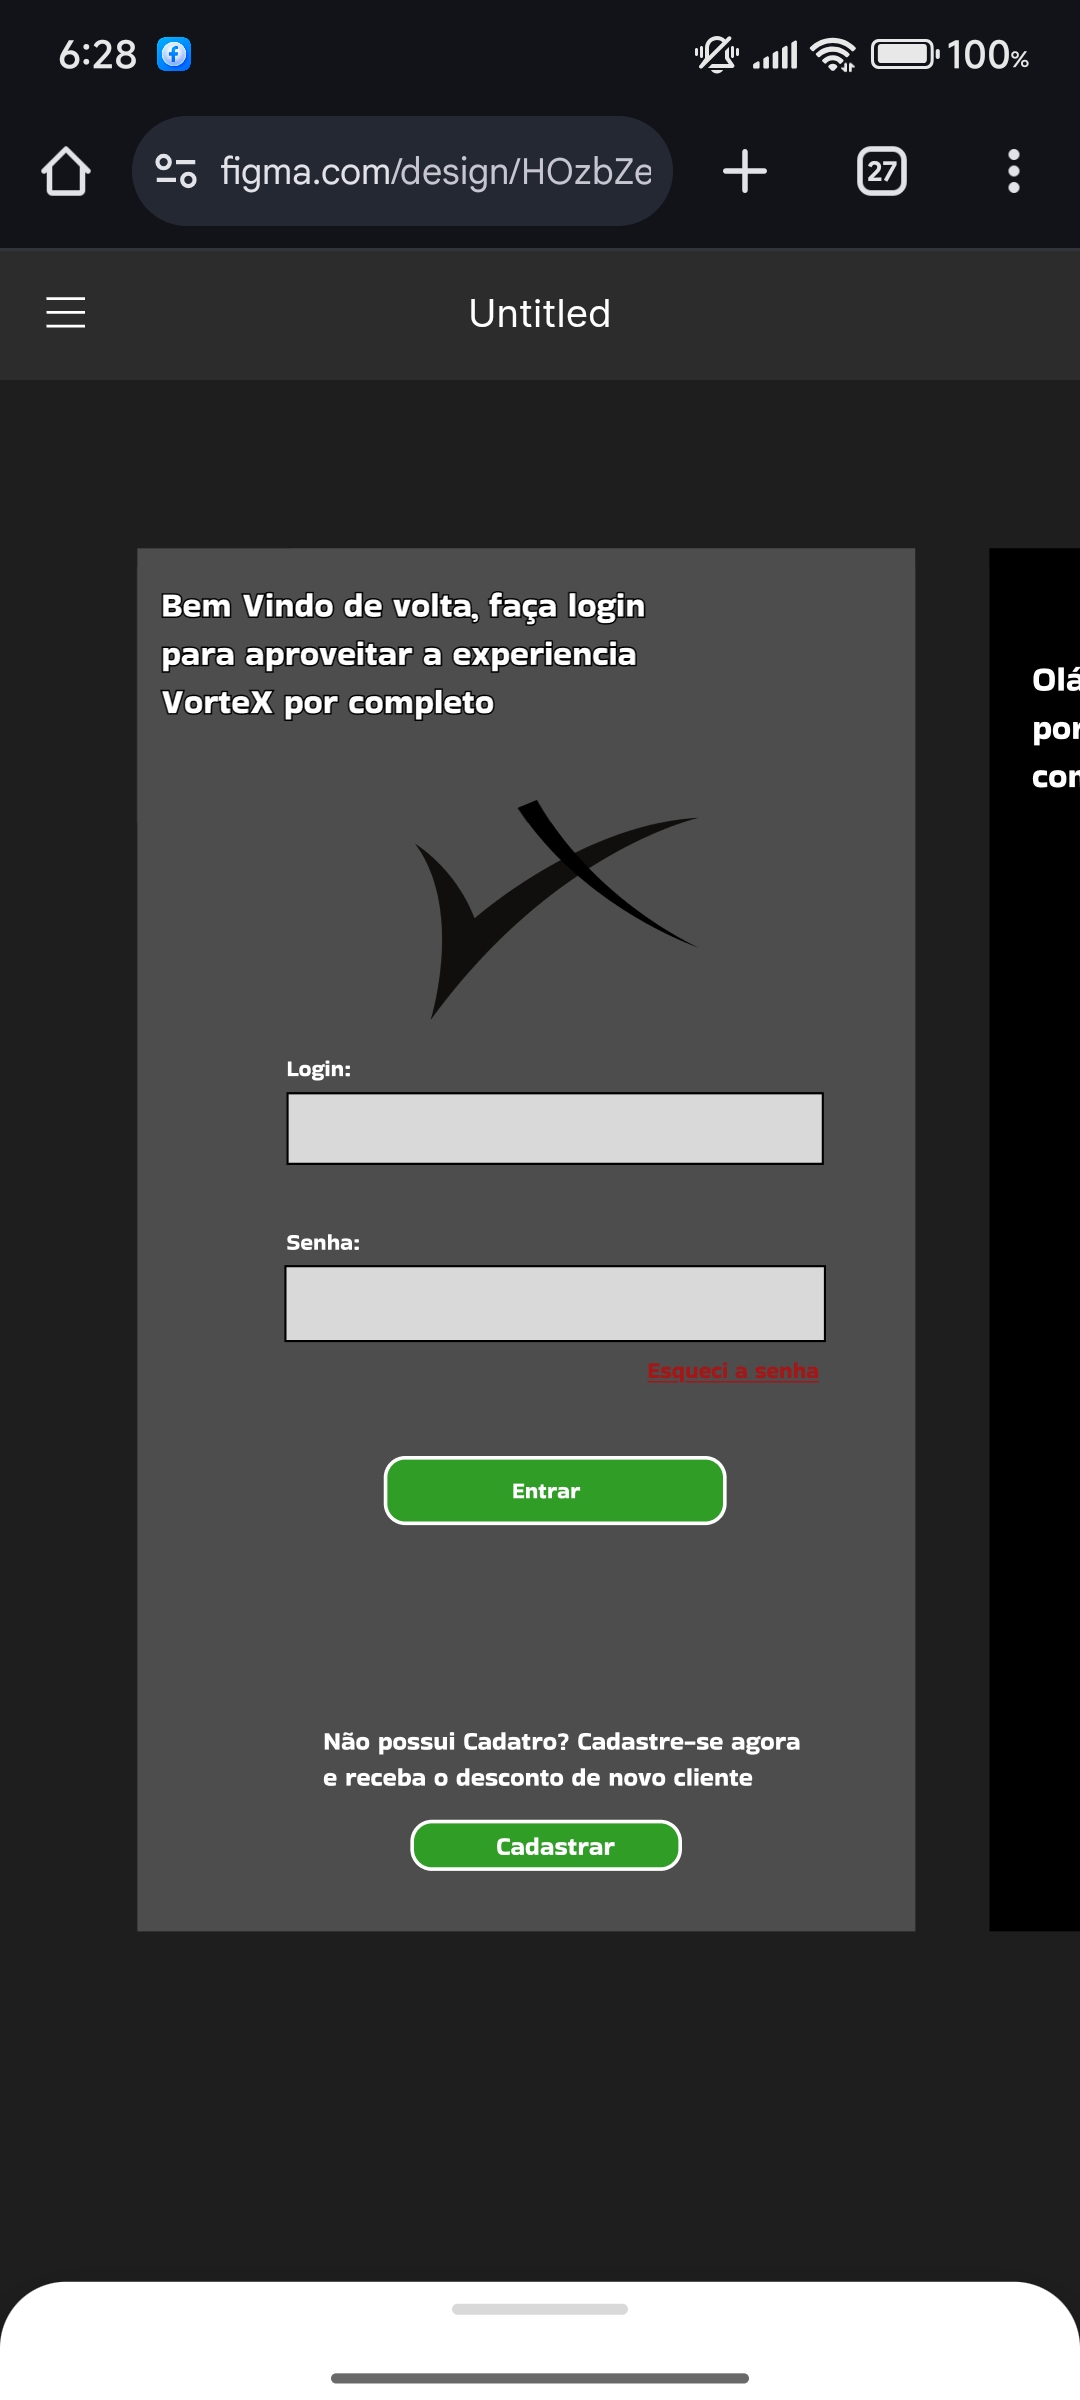 6:28
100%
figma.com/design/HOzbZe
27
Untitled
Bem Vindo de volta, faça login
para aproveitar a experiencia
VorteX por completo
Olá
por
com
Login:
Senha:
Esqueci a senha
Entrar
Não possui Cadatro? Cadastre-se agora
e receba o desconto de novo cliente
Cadastrar